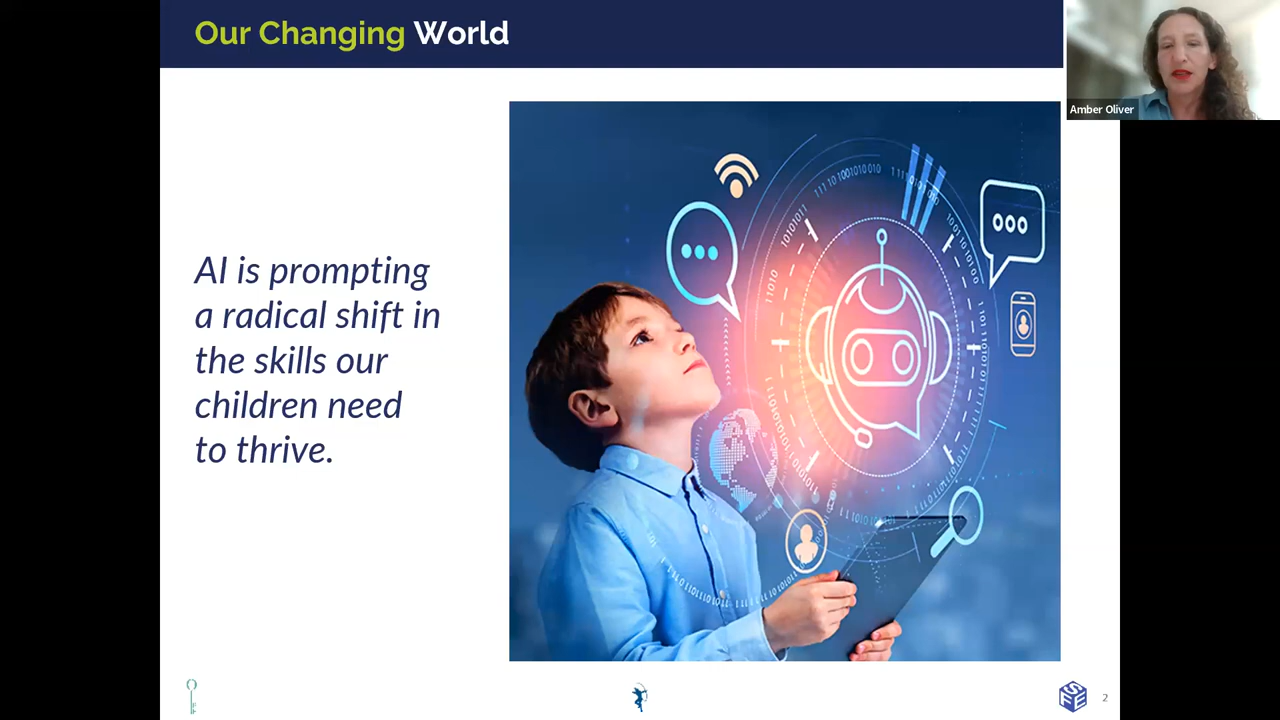 Our Changing World
Amber Oliver
AI is prompting
a radical shift in
the skills our
children need
to thrive.
SFE
2